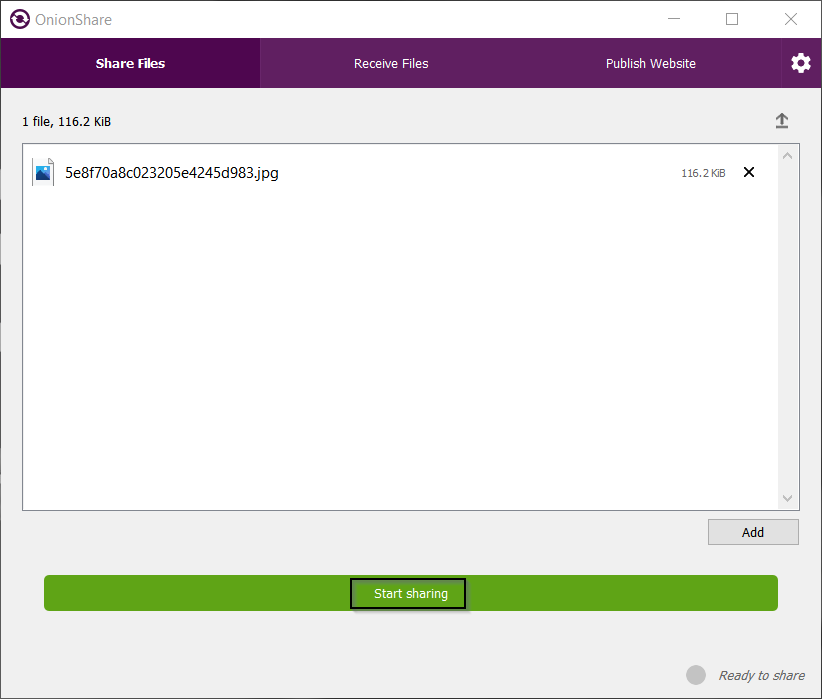 OnionShare
Share Files
Receive Files
Publish Website
1 file, 116.2 KiB
5e8f70a8c023205e4245d983.jpg
116.2 KiB
Add
Start sharing
Ready to share